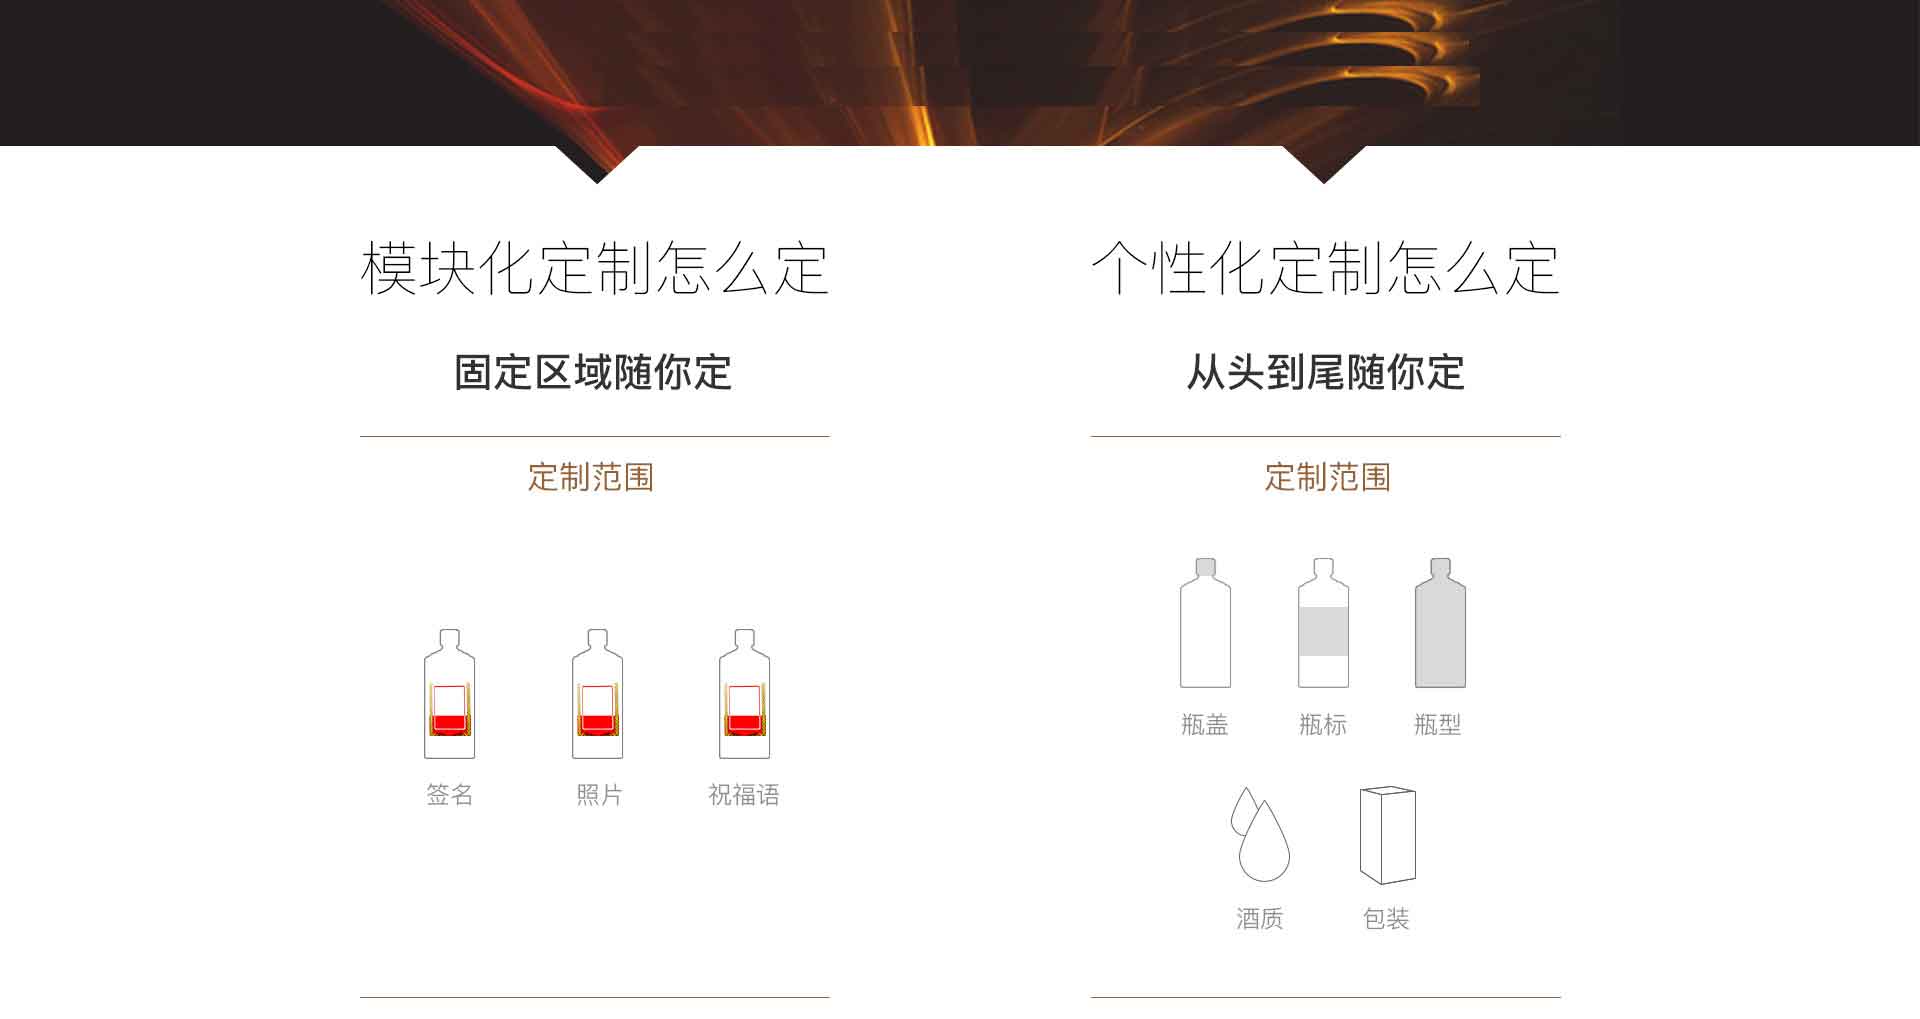 模块化定制怎么定
固定区域随你定
定制范围
签名
照片
祝福语
个性化定制怎么定
从头到尾随你定
定制范围
瓶盖
瓶标
瓶型
酒质
包装